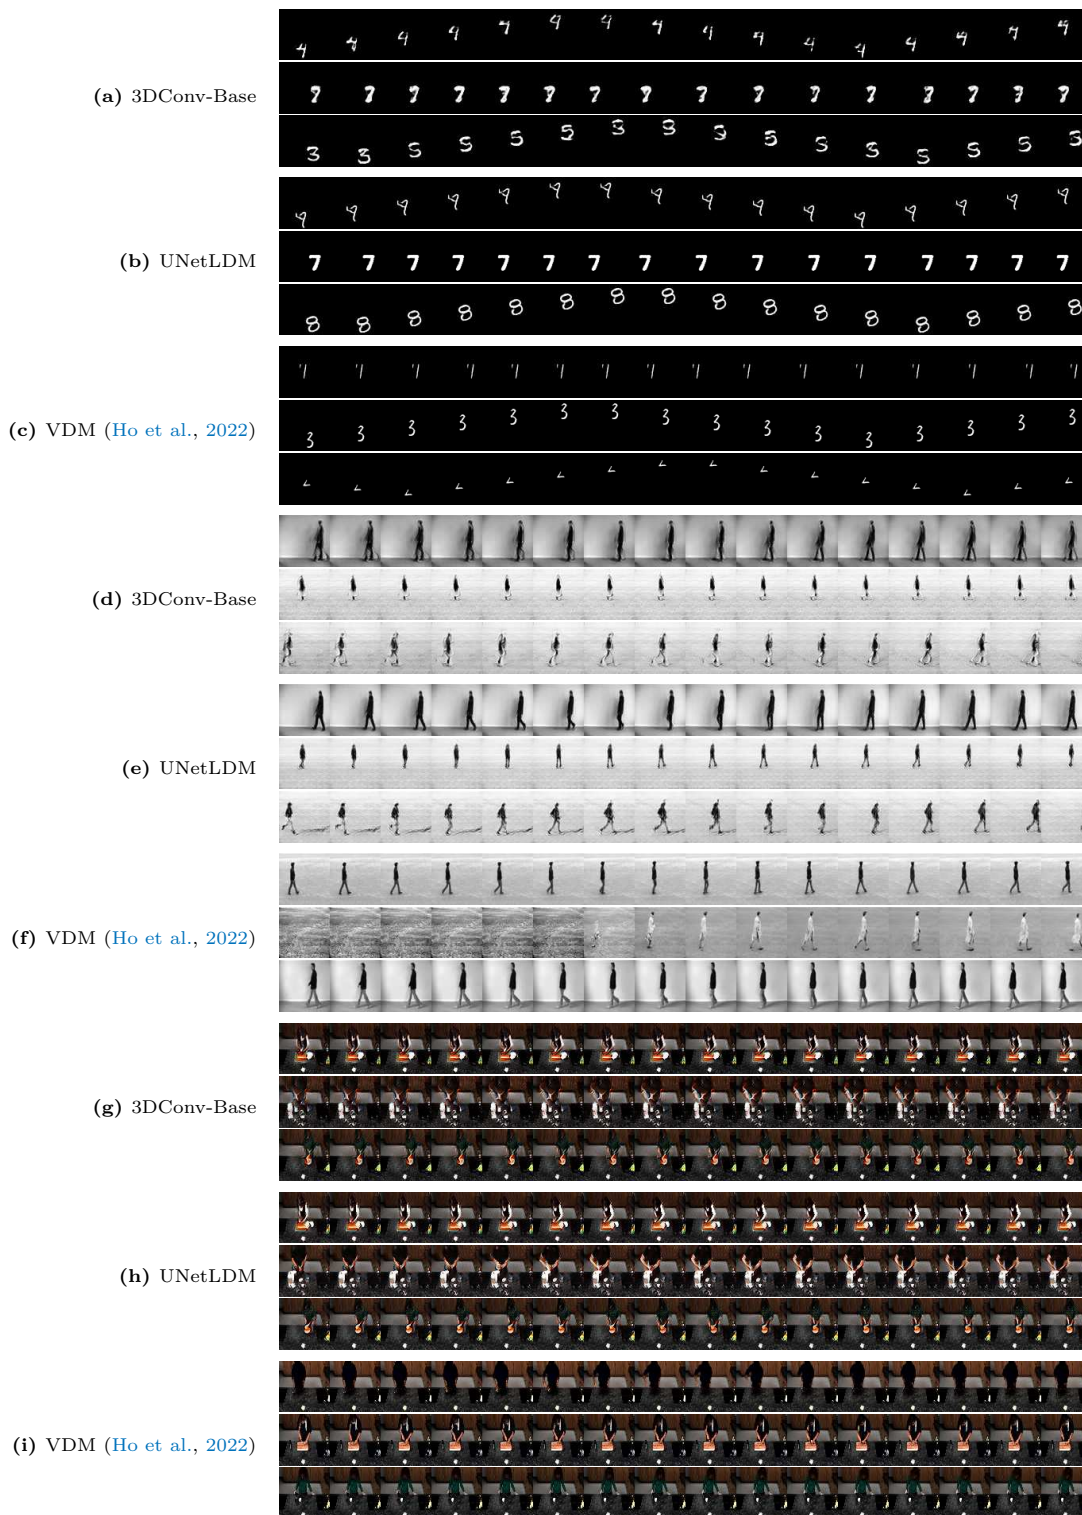 (a) 3DConv-Base
(b) UNetLDM
(c) VDM (Ho et al., 2022)
(d) 3DConv-Base
(e) UNetLDM
(f) VDM (Ho et al., 2022)
(g) 3DConv-Base
(h) UNetLDM
(i) VDM (Ho et al., 2022)